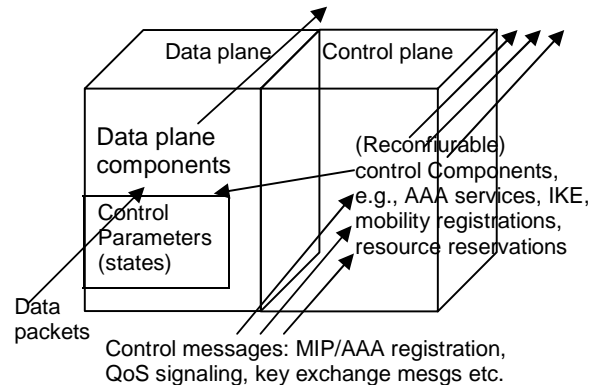 Data plane
Control plane
Data plane
components
(Reconfiurable)
control Components,
e.g., AAA services, IKE,
mobility registrations,
resource reservations
Control
Parameters
(states)
Data
packets
Control messages: MIP/AAA registration,
QoS signaling, key exchange mesgs etc.